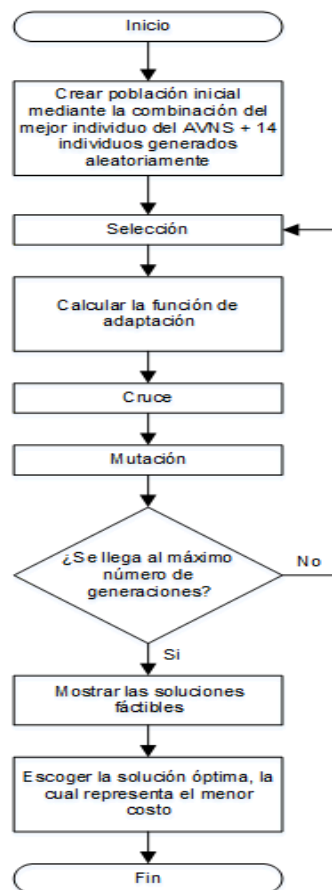 Inicio
Crear población inicial
mediante la combinación del
mejor individuo del AVNS + 14
individuos generados
aleatoriamente
Selección
Calcular la función de
adaptación
Cruce
Mutación
¿Se llega al máximo
número de
generaciones?
No
Si
Mostrar las soluciones
fáctibles
Escoger la solución óptima, la
cual representa el menor
costo
Fin